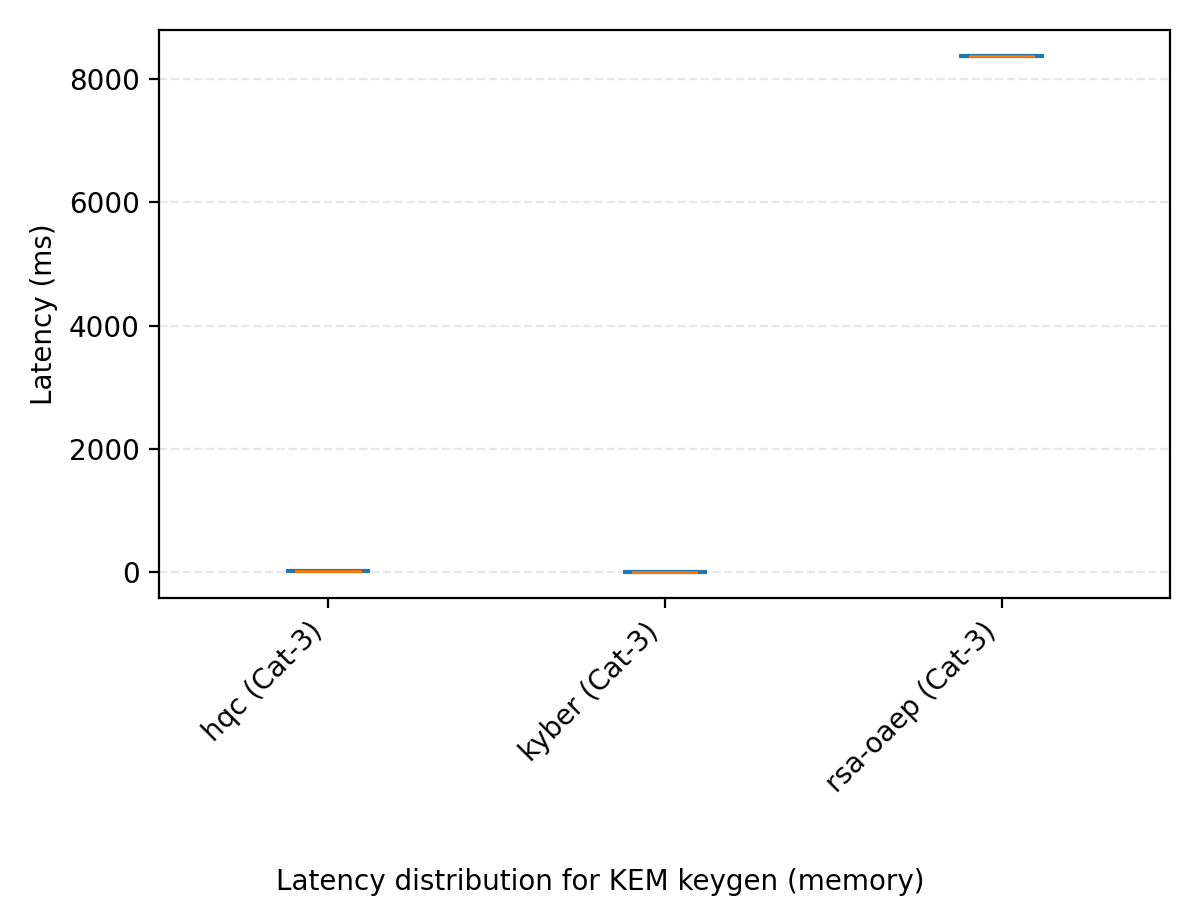 8000
6000
4000
2000
0
Latency (ms)
hqc (Cat-3)
kyber (Cat-3)
rsa-oaep (Cat-3)
Latency distribution for KEM keygen (memory)